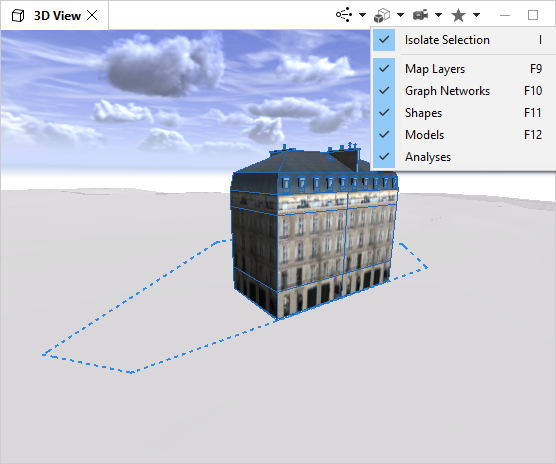 3D View
Isolate Selection I
Map Layers F9
Graph Networks F10
Shapes F11
Models F12
Analyses